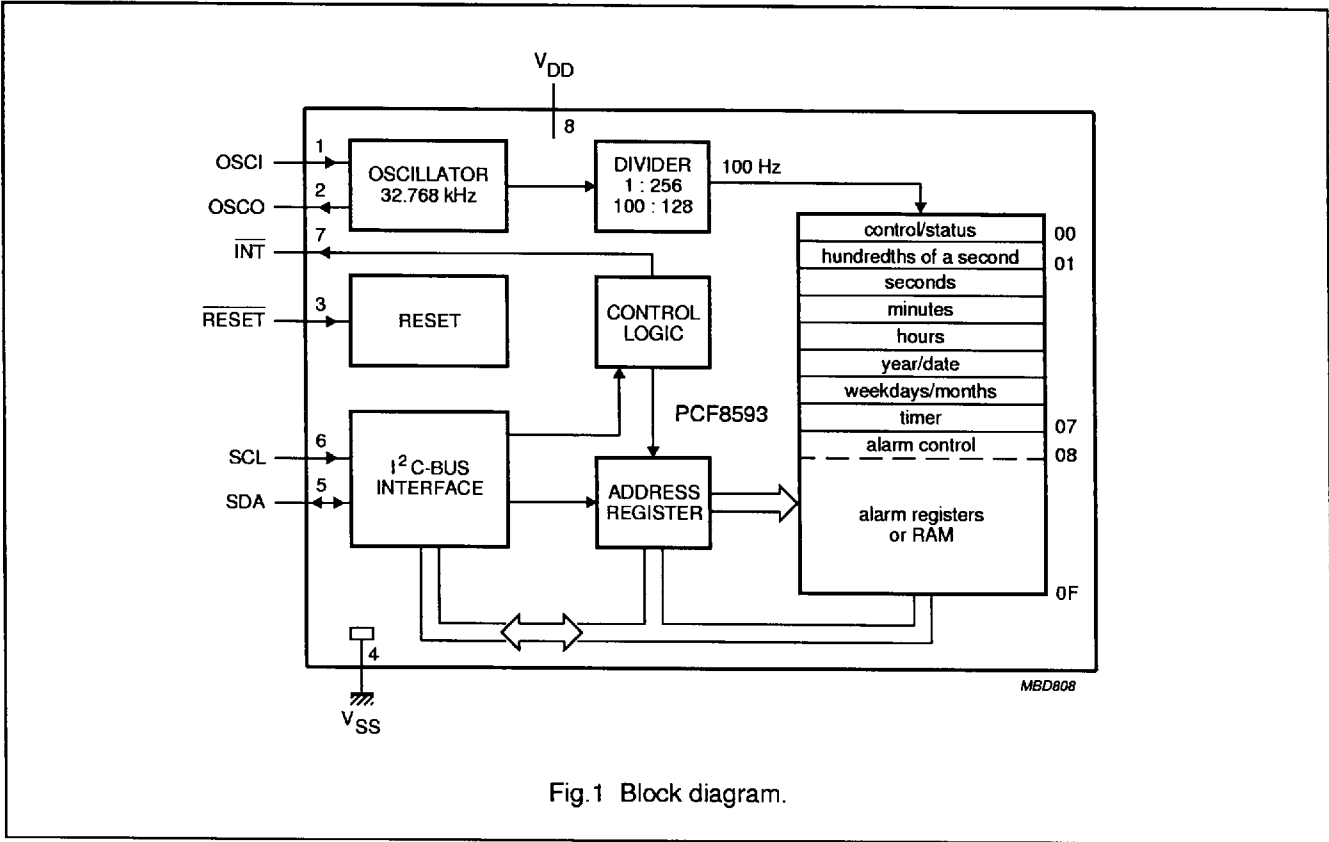 VDD
8
OSCI
1
OSCILLATOR
32.768 kHz
2
OSCO
DIVIDER
1 : 256
100 : 128
100 Hz
7
INT
3
RESET
RESET
CONTROL
LOGIC
PCF8593
6
SCL
5
SDA
I2C-BUS
INTERFACE
ADDRESS
REGISTER
control/status
00
hundredths of a second
01
seconds
minutes
hours
year/date
weekdays/months
timer
07
alarm control
08
alarm registers
or RAM
0F
4
VSS
MBD808
Fig.1 Block diagram.